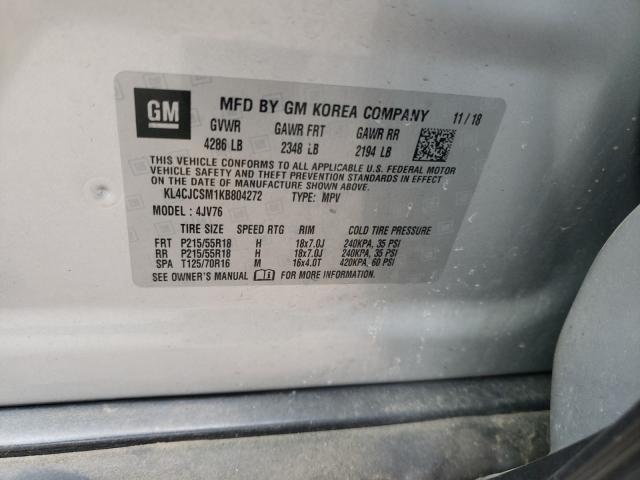 GM MFD BY GM KOREA COMPANY 11/18
GVWR GAWR FRT GAWR RR
4286 LB 2348 LB 2194 LB
THIS VEHICLE CONFORMS TO ALL APPLICABLE U.S. FEDERAL MOTOR
VEHICLE SAFETY AND THEFT PREVENTION STANDARDS IN EFFECT
ON THE DATE OF MANUFACTURE SHOWN ABOVE.
KL4CJCSM1KB804272 TYPE: MPV
MODEL : 4JV76
TIRE SIZE SPEED RTG RIM COLD TIRE PRESSURE
FRT P215/55R18 H 18x7.0J 240KPA, 35 PSI
RR P215/55R18 H 18x7.0J 240KPA, 35 PSI
SPA T125/70R16 M 16x4.0T 420KPA, 60 PSI
SEE OWNER'S MANUAL FOR MORE INFORMATION.